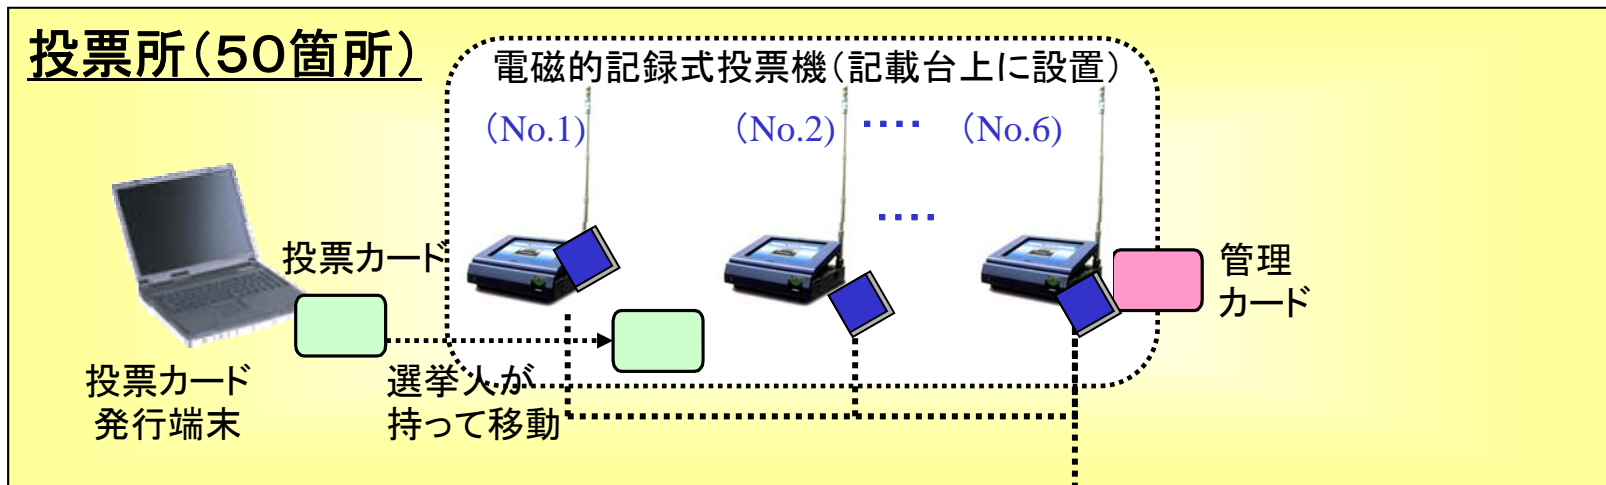 投票所(50箇所)
電磁的記録式投票機(記載台上に設置)
(No.1)
(No.2)
‥‥
(No.6)
‥‥
投票カード
管理
カード
投票カード
発行端末
選挙人が
持って移動